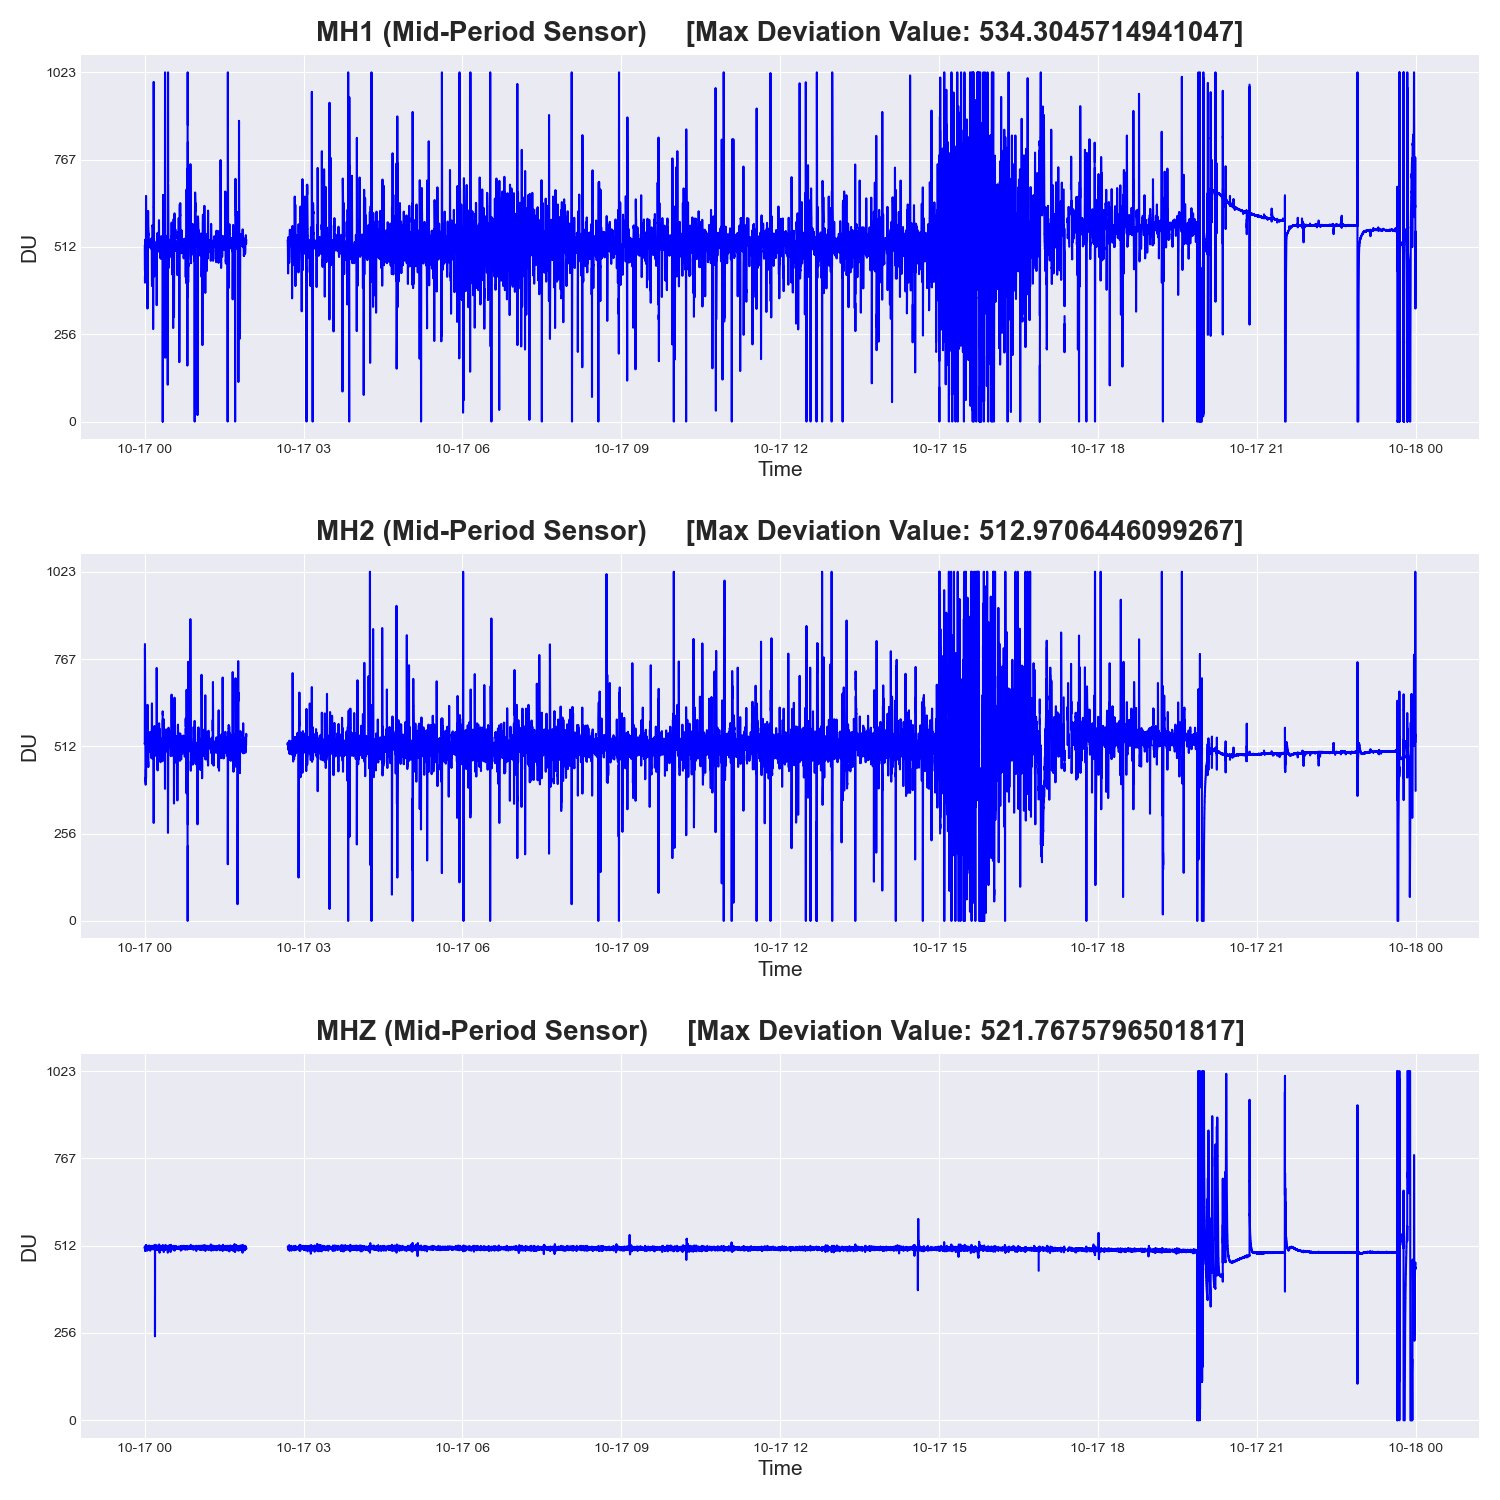 MH1 (Mid-Period Sensor) [Max Deviation Value: 534.3045714941047]
1023
767
512
256
0
DU
10-17 00 10-17 03 10-17 06 10-17 09 10-17 12 10-17 15 10-17 18 10-17 21 10-18 00
Time
MH2 (Mid-Period Sensor) [Max Deviation Value: 512.9706446099267]
1023
767
512
256
0
DU
10-17 00 10-17 03 10-17 06 10-17 09 10-17 12 10-17 15 10-17 18 10-17 21 10-18 00
Time
MHZ (Mid-Period Sensor) [Max Deviation Value: 521.7675796501817]
1023
767
512
256
0
DU
10-17 00 10-17 03 10-17 06 10-17 09 10-17 12 10-17 15 10-17 18 10-17 21 10-18 00
Time